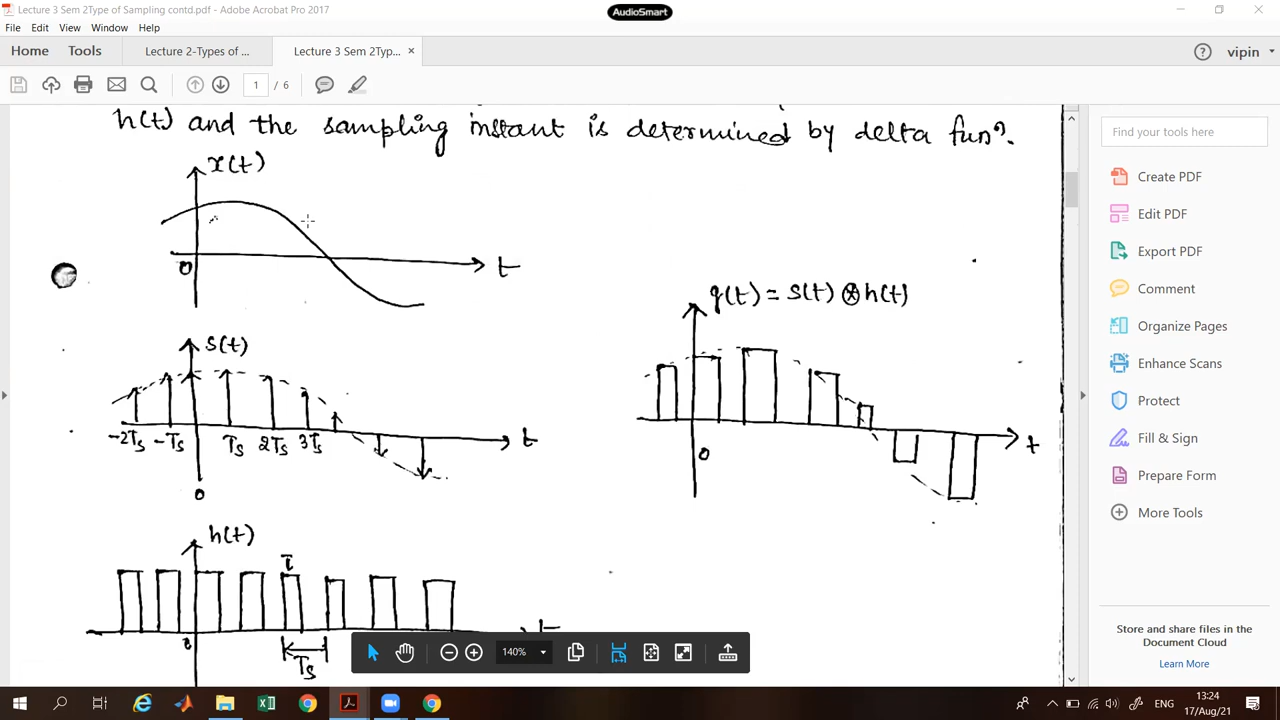 Lecture 3 Sem 2Type of Sampling contd.pdf - Adobe Acrobat Pro 2017
AudioSmart
File Edit View Window Help
Home Tools Lecture 2-Types of ... Lecture 3 Sem 2Typ... × vipin
1 / 6
h(t) and the sampling instant is determined by delta funⁿ.
x(t)
0 t
g(t) = s(t) ⊛ h(t)
s(t)
-2Ts -Ts Ts 2Ts 3Ts t
0
0 t
h(t)
τ
Ts
t
140%
Find your tools here
Create PDF
Edit PDF
Export PDF
Comment
Organize Pages
Enhance Scans
Protect
Fill & Sign
Prepare Form
More Tools
Store and share files in the
Document Cloud
Learn More
ENG
13:24
17/Aug/21